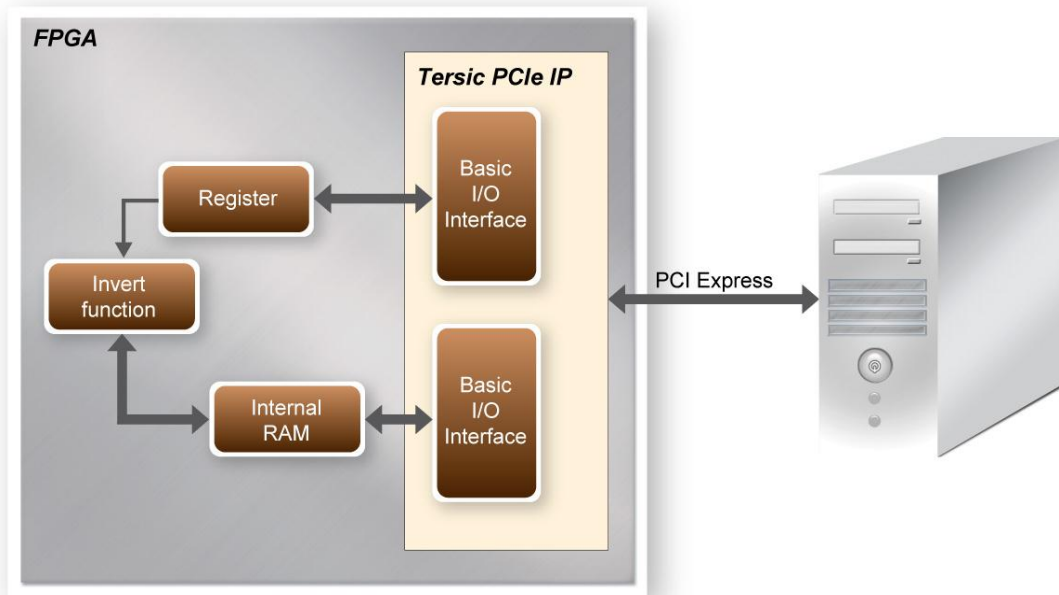 FPGA
Tersic PCIe IP
Basic
I/O
Interface
Register
Invert
function
PCI Express
Basic
I/O
Interface
Internal
RAM